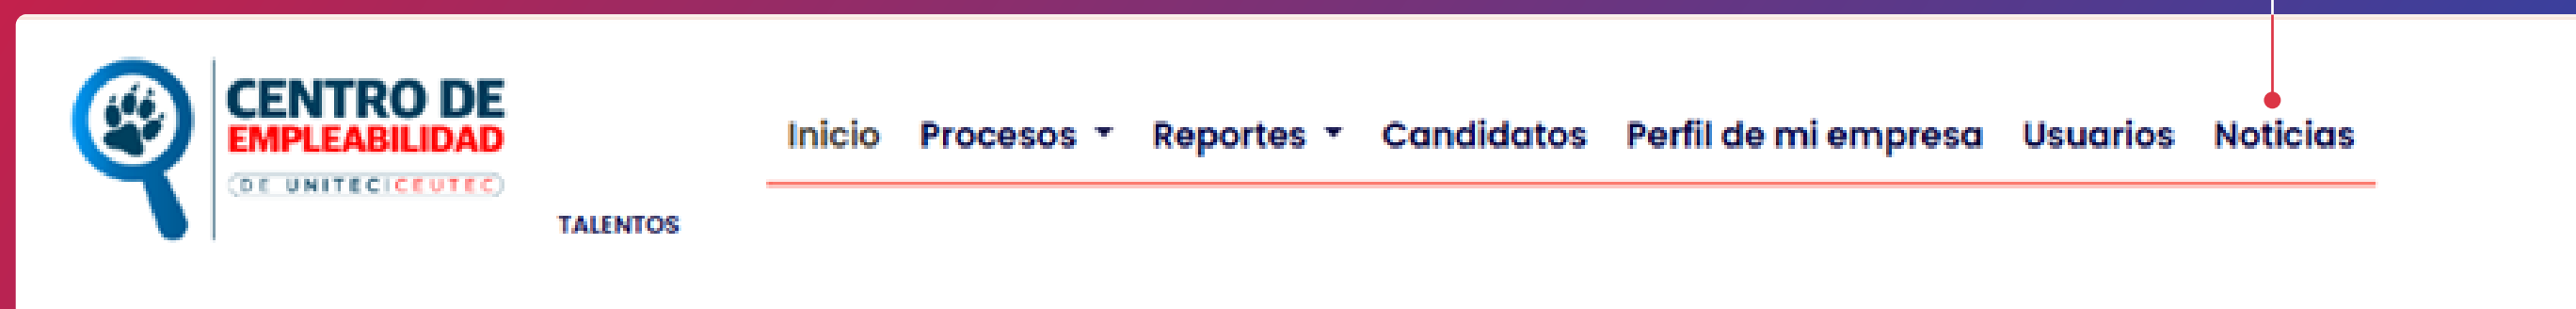 CENTRO DE
EMPLEABILIDAD
DE UNITEC|CEUTEC
Inicio Procesos Reportes Candidatos Perfil de mi empresa Usuarios Noticias
TALENTOS